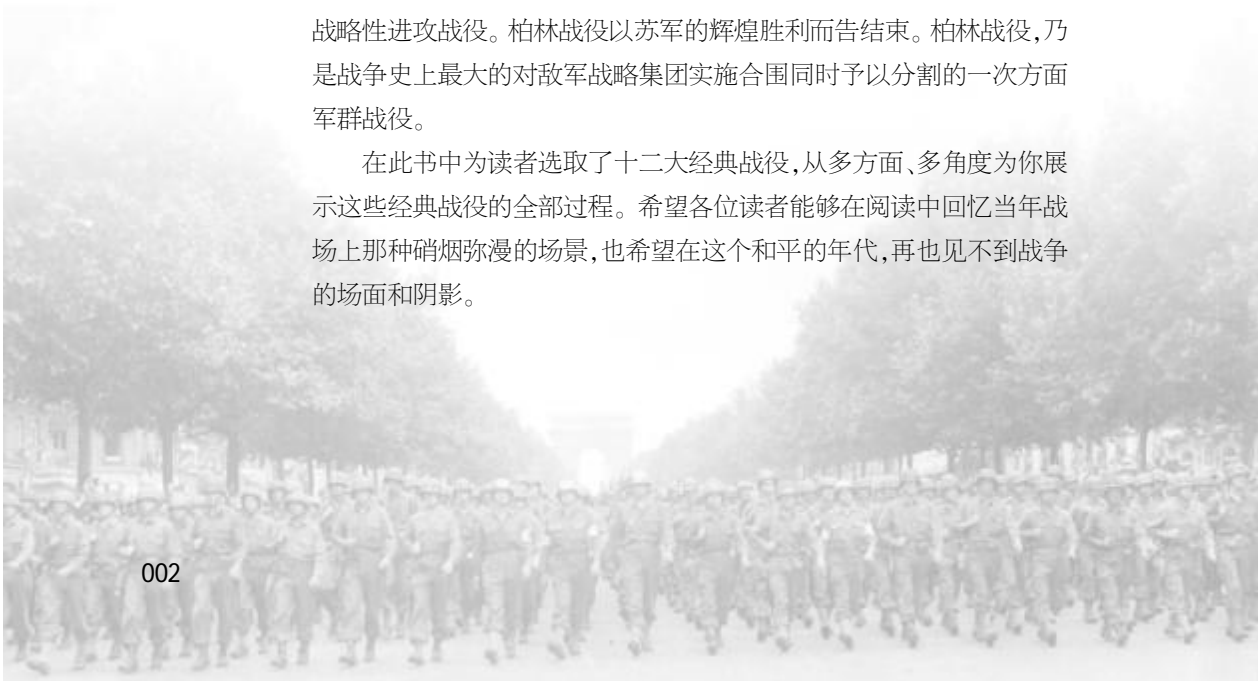 战略性进攻战役。柏林战役以苏军的辉煌胜利而告结束。柏林战役,乃
是战争史上最大的对敌军战略集团实施合围同时予以分割的一次方面
军群战役。
在此书中为读者选取了十二大经典战役,从多方面、多角度为你展
示这些经典战役的全部过程。希望各位读者能够在阅读中回忆当年战
场上那种硝烟弥漫的场景,也希望在这个和平的年代,再也见不到战争
的场面和阴影。
002